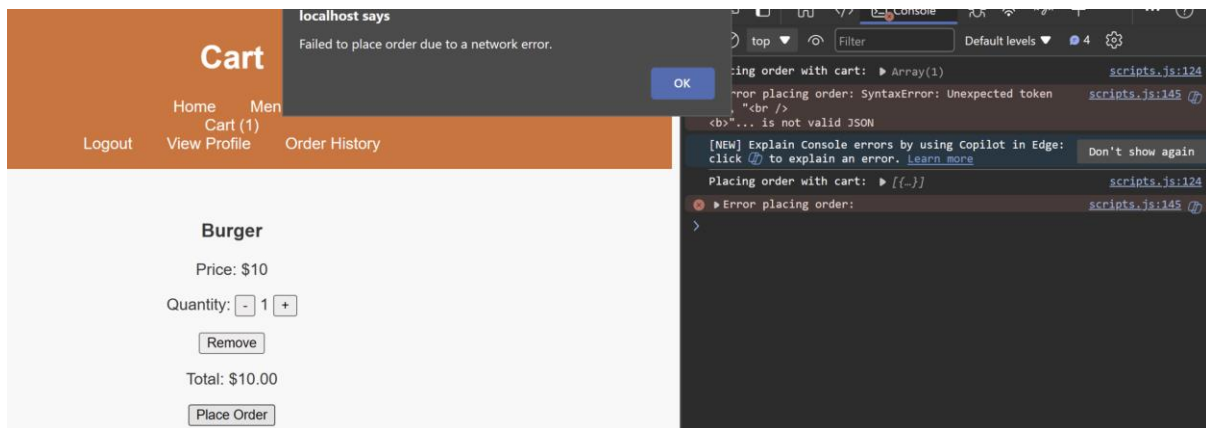 localhost says
Failed to place order due to a network error.
OK
Cart
Home Men
Cart (1)
Logout View Profile Order History
Burger
Price: $10
Quantity: - 1 +
Remove
Total: $10.00
Place Order
Console
top ▼ Filter Default levels ▼ 4
cing order with cart: ▶ Array(1) scripts.js:124
rror placing order: SyntaxError: Unexpected token scripts.js:145
, "<br />
<b>"... is not valid JSON
[NEW] Explain Console errors by using Copilot in Edge:
click to explain an error. Learn more
Don't show again
Placing order with cart: ▶ [{…}] scripts.js:124
▶ Error placing order: scripts.js:145